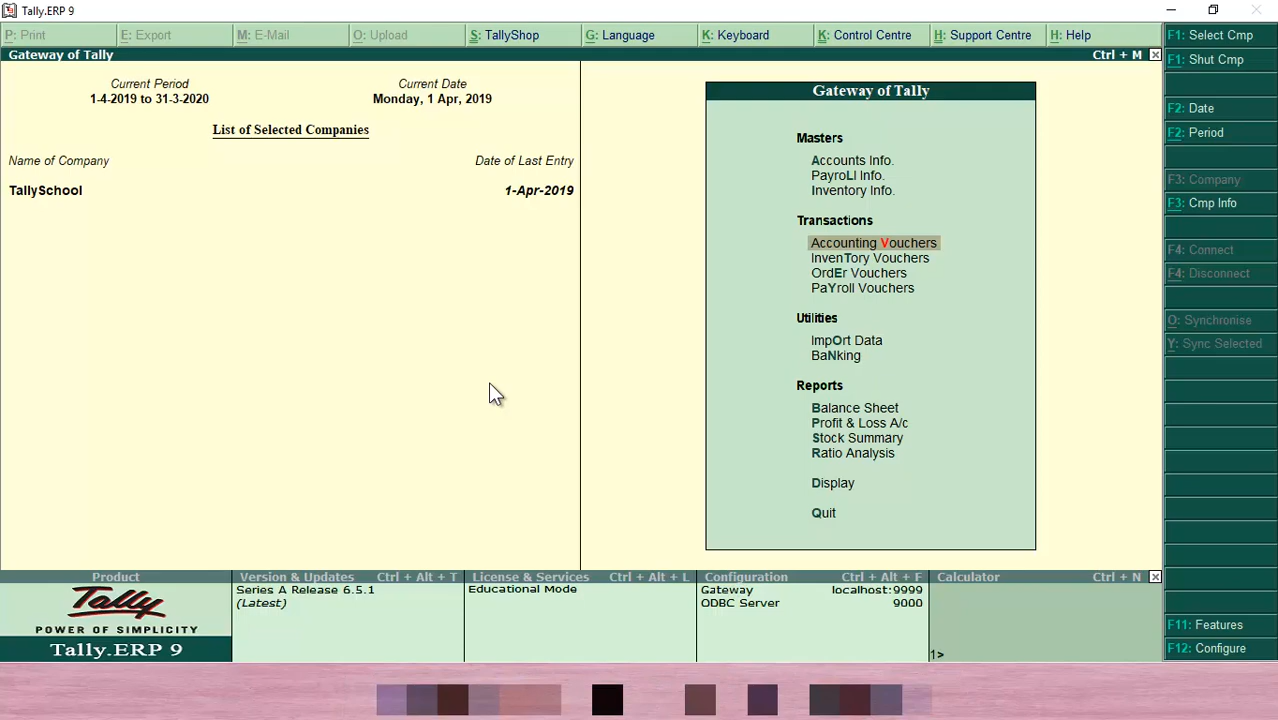 Tally.ERP 9
P: Print
E: Export
M: E-Mail
O: Upload
S: TallyShop
G: Language
K: Keyboard
K: Control Centre
H: Support Centre
H: Help
Gateway of Tally
Ctrl + M
Current Period
1-4-2019 to 31-3-2020
Current Date
Monday, 1 Apr, 2019
List of Selected Companies
Name of Company
Date of Last Entry
TallySchool
1-Apr-2019
Gateway of Tally
Masters
Accounts Info.
PayroLl Info.
Inventory Info.
Transactions
Accounting Vouchers
InvenTory Vouchers
OrdEr Vouchers
PaYroll Vouchers
Utilities
ImpOrt Data
BaNking
Reports
Balance Sheet
Profit & Loss A/c
Stock Summary
Ratio Analysis
Display
Quit
F1: Select Cmp
F1: Shut Cmp
F2: Date
F2: Period
F3: Company
F3: Cmp Info
F4: Connect
F4: Disconnect
O: Synchronise
Y: Sync Selected
F11: Features
F12: Configure
Product
Tally
POWER OF SIMPLICITY
Tally.ERP 9
Version & Updates Ctrl + Alt + T
Series A Release 6.5.1
(Latest)
License & Services Ctrl + Alt + L
Educational Mode
Configuration Ctrl + Alt + F
Gateway localhost:9999
ODBC Server 9000
Calculator Ctrl + N
1>